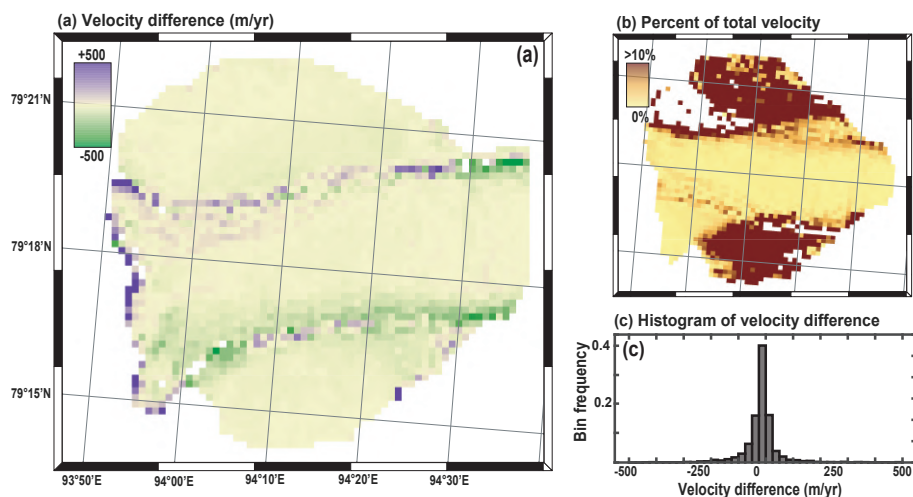 (a) Velocity difference (m/yr)
+500
-500
(a)
79°21'N
79°18'N
79°15'N
93°50'E
94°00'E
94°10'E
94°20'E
94°30'E
(b) Percent of total velocity
>10%
0%
(c) Histogram of velocity difference
(c)
Bin frequency
0.4
0.2
-500
-250
0
250
500
Velocity difference (m/yr)